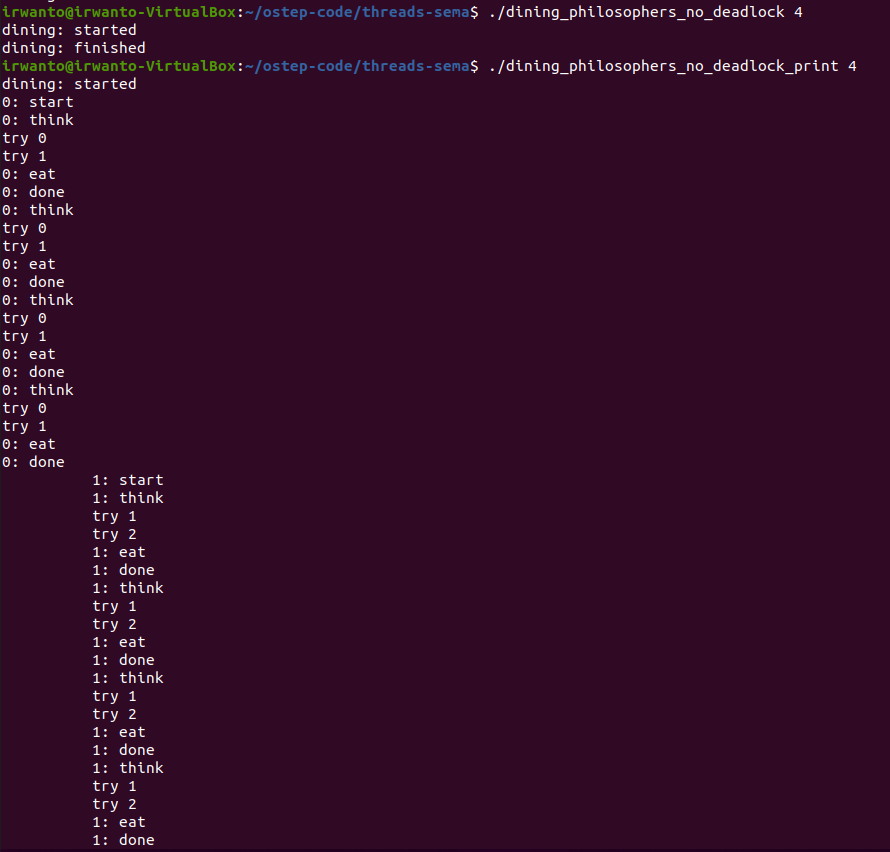 irwanto@irwanto-VirtualBox:~/ostep-code/threads-sema$ ./dining_philosophers_no_deadlock 4
dining: started
dining: finished
irwanto@irwanto-VirtualBox:~/ostep-code/threads-sema$ ./dining_philosophers_no_deadlock_print 4
dining: started
0: start
0: think
try 0
try 1
0: eat
0: done
0: think
try 0
try 1
0: eat
0: done
0: think
try 0
try 1
0: eat
0: done
0: think
try 0
try 1
0: eat
0: done
1: start
1: think
try 1
try 2
1: eat
1: done
1: think
try 1
try 2
1: eat
1: done
1: think
try 1
try 2
1: eat
1: done
1: think
try 1
try 2
1: eat
1: done